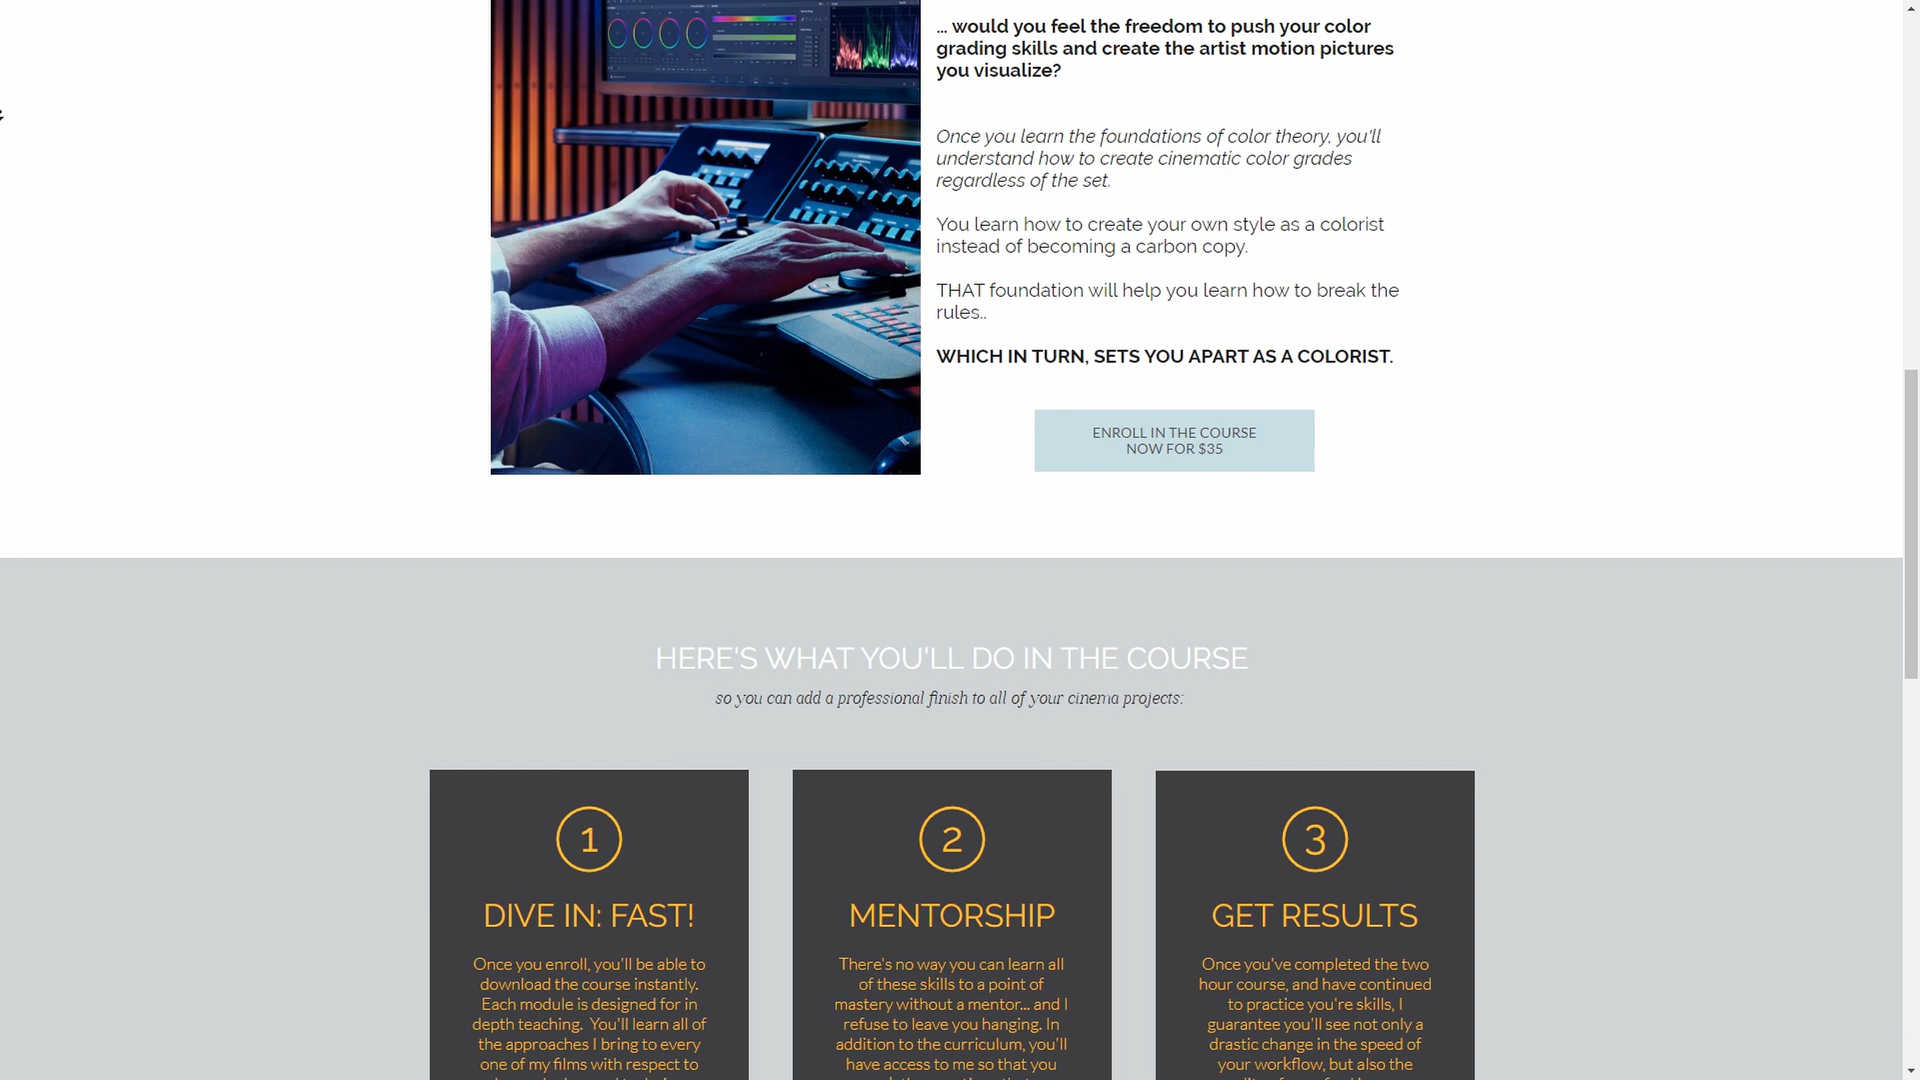 ... would you feel the freedom to push your color
grading skills and create the artist motion pictures
you visualize?
Once you learn the foundations of color theory, you'll
understand how to create cinematic color grades
regardless of the set.
You learn how to create your own style as a colorist
instead of becoming a carbon copy.
THAT foundation will help you learn how to break the
rules..
WHICH IN TURN, SETS YOU APART AS A COLORIST.
ENROLL IN THE COURSE
NOW FOR $35
HERE'S WHAT YOU'LL DO IN THE COURSE
so you can add a professional finish to all of your cinema projects:
1
DIVE IN: FAST!
Once you enroll, you'll be able to
download the course instantly.
Each module is designed for in
depth teaching. You'll learn all of
the approaches I bring to every
one of my films with respect to
2
MENTORSHIP
There's no way you can learn all
of these skills to a point of
mastery without a mentor... and I
refuse to leave you hanging. In
addition to the curriculum, you'll
have access to me so that you
3
GET RESULTS
Once you've completed the two
hour course, and have continued
to practice you're skills, I
guarantee you'll see not only a
drastic change in the speed of
your workflow, but also the